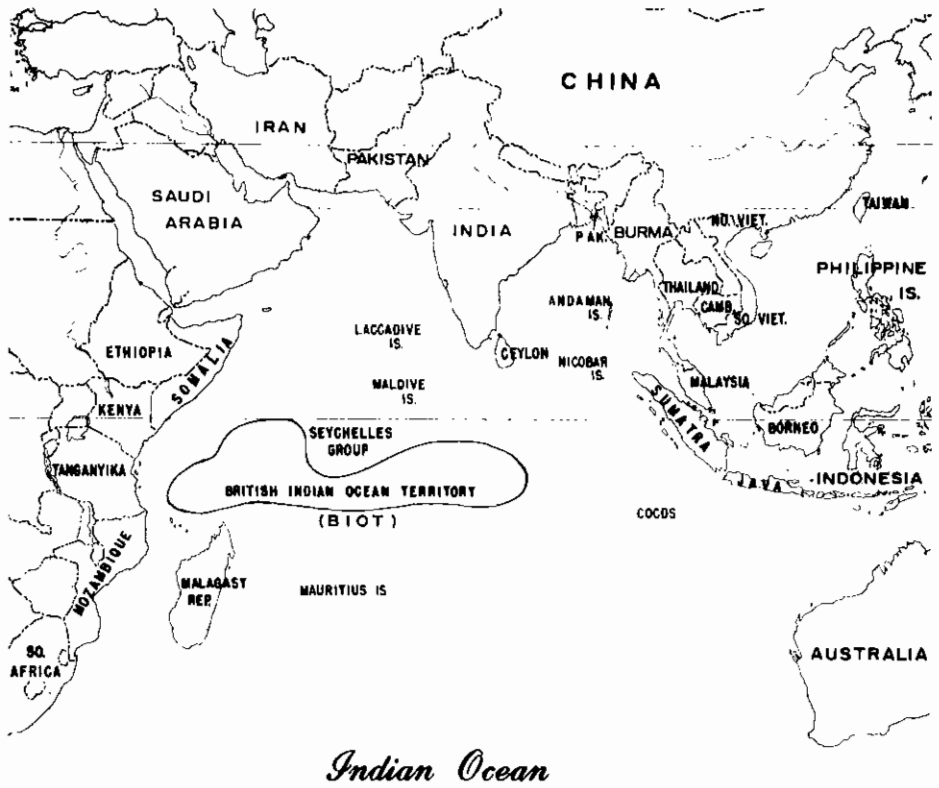 CHINA
IRAN
PAKISTAN
SAUDI
ARABIA
INDIA
PAK.
BURMA
NO. VIET.
TAIWAN
PHILIPPINE
IS.
THAILAND
CAMB.
SO. VIET.
ANDAMAN
IS.
LACCADIVE
IS.
CEYLON
NICOBAR
IS.
ETHIOPIA
SOMALIA
MALDIVE
IS.
MALAYSIA
KENYA
SUMATRA
BORNEO
SEYCHELLES
GROUP
TANGANYIKA
BRITISH INDIAN OCEAN TERRITORY
(BIOT)
JAVA
INDONESIA
COCOS
MOZAMBIQUE
MALAGASY
REP.
MAURITIUS IS
SO.
AFRICA
AUSTRALIA
Indian Ocean